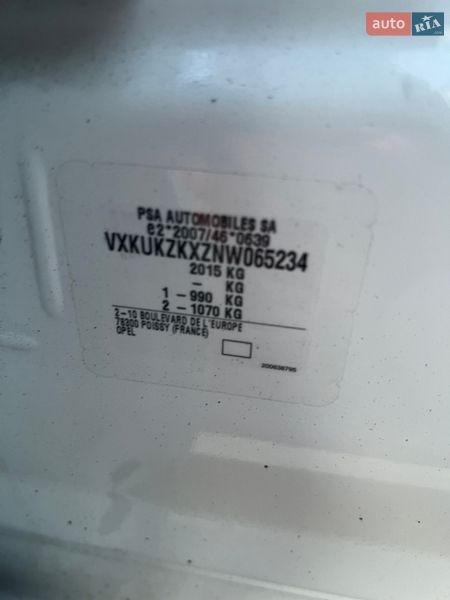 auto RIA
PSA AUTOMOBILES SA
e2*2007/46*0639
VXKUKZKXZNW065234
2015 KG
- KG
1 - 990 KG
2 - 1070 KG
2-10 BOULEVARD DE L'EUROPE
78300 POISSY (FRANCE)
OPEL
200638795